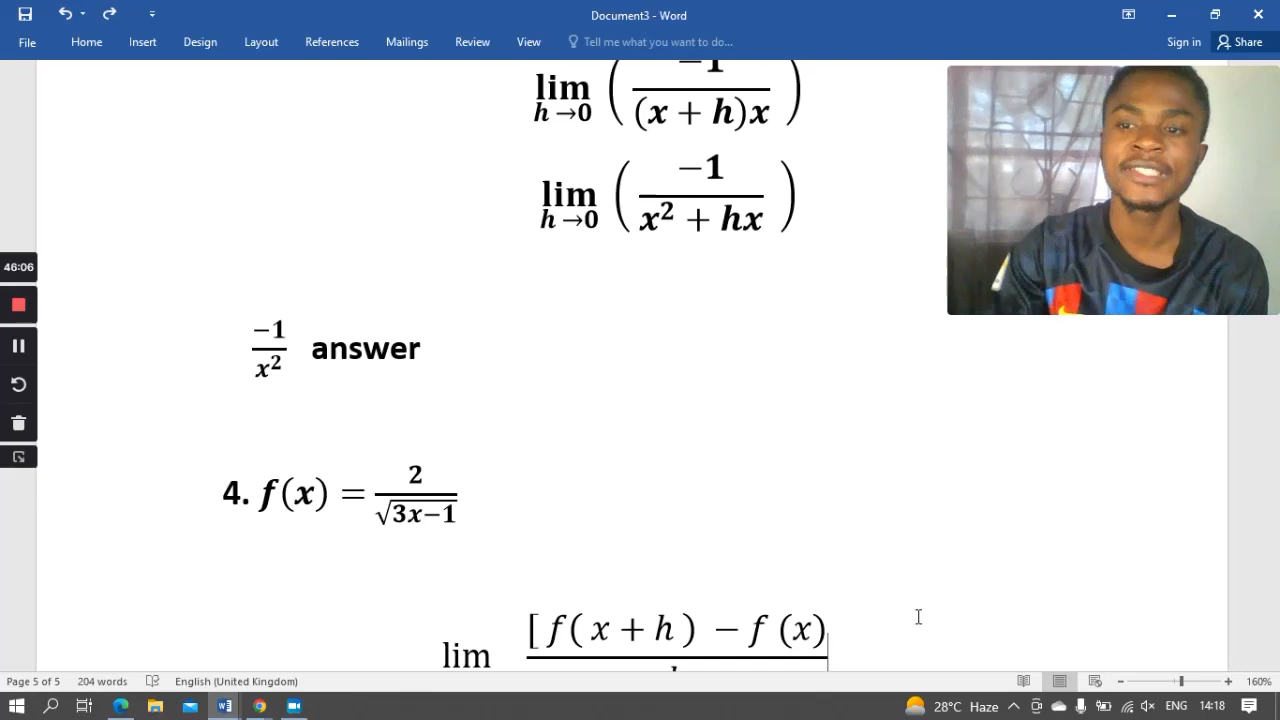 Document3 - Word
File Home Insert Design Layout References Mailings Review View Tell me what you want to do... Sign in Share
lim h→0 ( −1 / (x + h)x )
lim h→0 ( −1 / x² + hx )
46:06
−1 / x² answer
4. f(x) = 2 / √3x−1
lim [ f( x + h ) − f (x)
Page 5 of 5 204 words English (United Kingdom) 160%
28°C Haze ENG 14:18